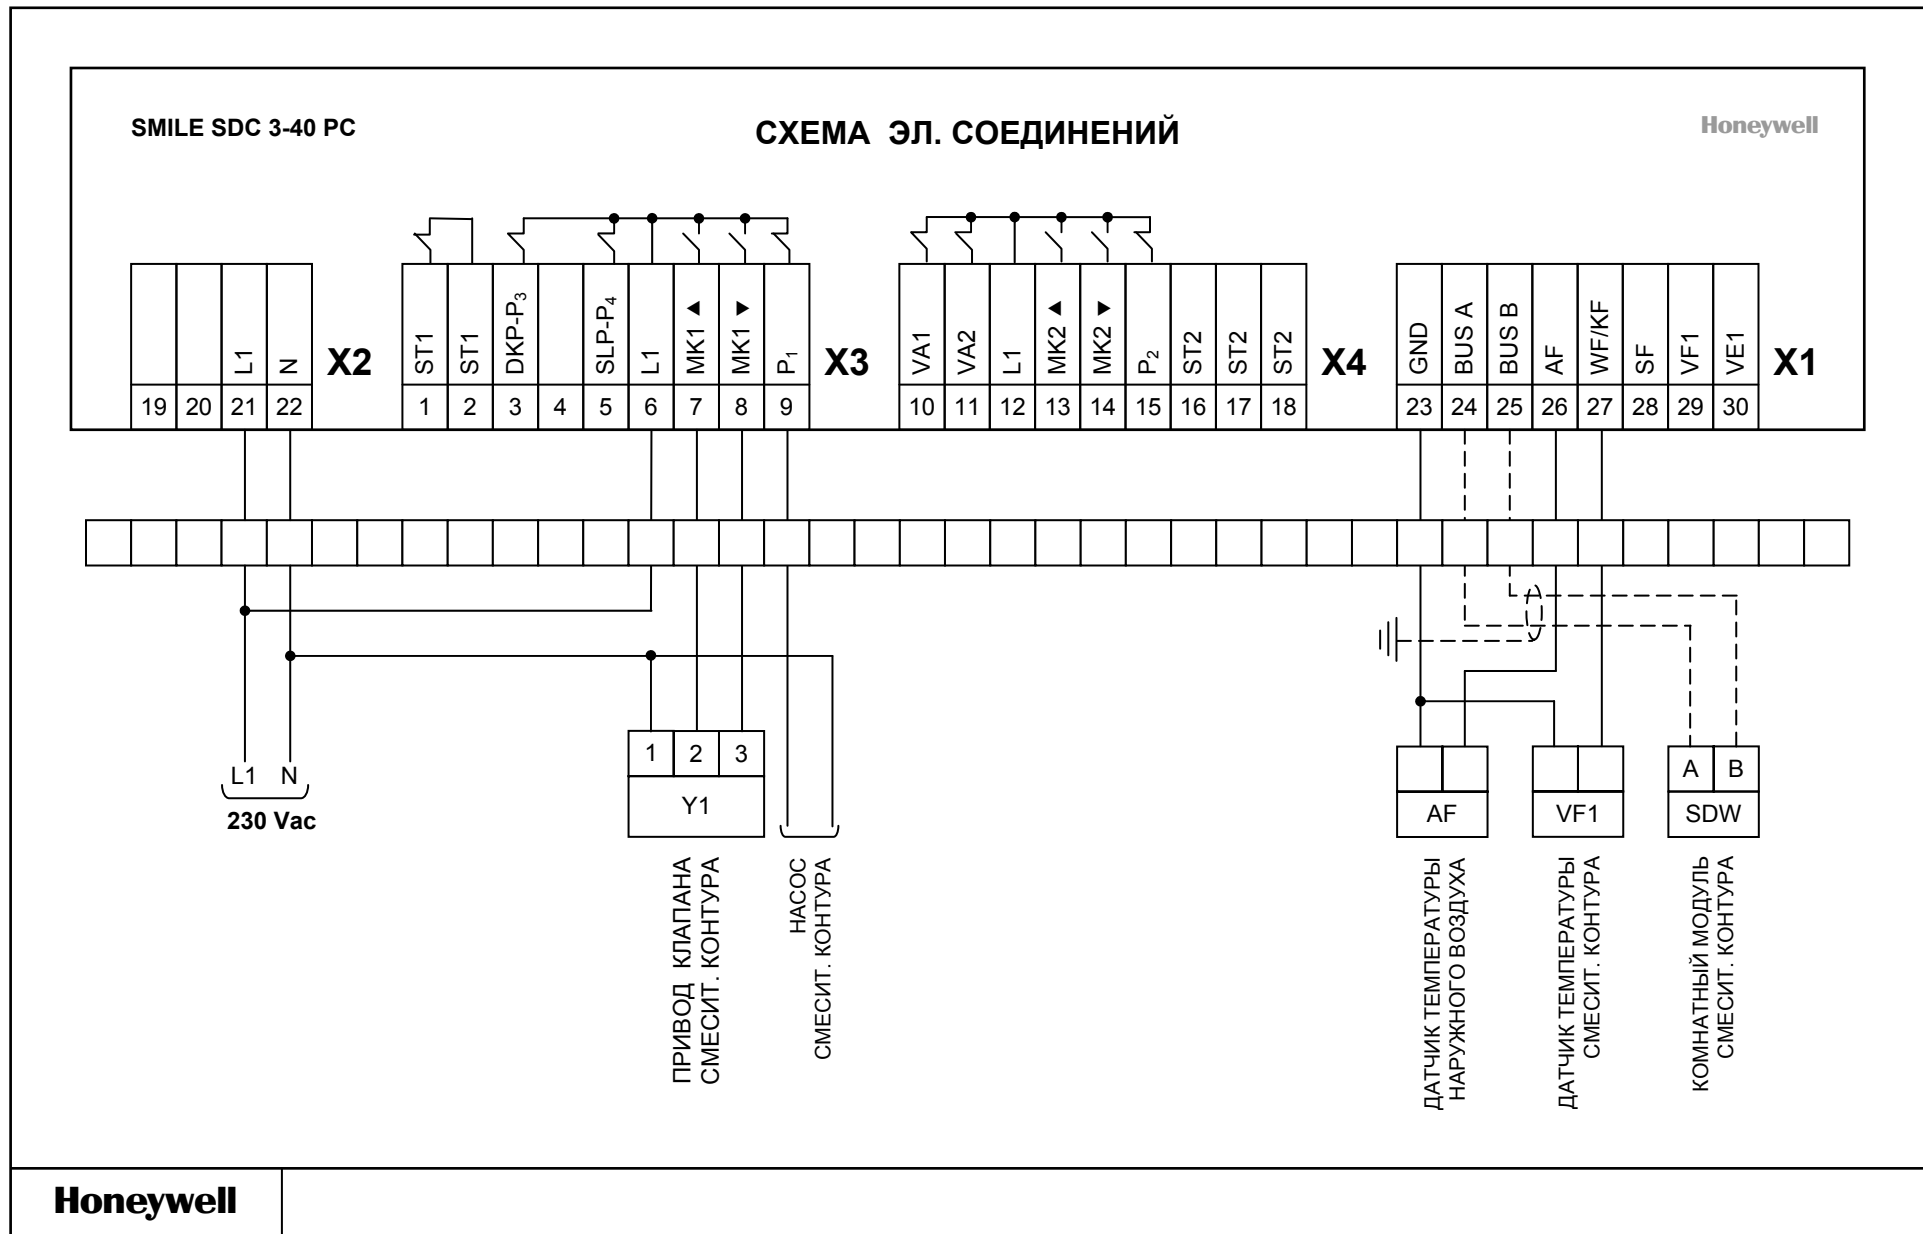 SMILE SDC 3-40 PC
СХЕМА ЭЛ. СОЕДИНЕНИЙ
Honeywell
L1 N X2
ST1 ST1 DKP-P3 SLP-P4 L1 MK1 ▲ MK1 ▼ P1 X3
VA1 VA2 L1 MK2 ▲ MK2 ▼ P2 ST2 ST2 ST2 X4
GND BUS A BUS B AF WF/KF SF VF1 VE1 X1
19 20 21 22
1 2 3 4 5 6 7 8 9
10 11 12 13 14 15 16 17 18
23 24 25 26 27 28 29 30
L1 N
230 Vac
1 2 3
Y1
AF
VF1
A B
SDW
ПРИВОД КЛАПАНА
СМЕСИТ. КОНТУРА
НАСОС
СМЕСИТ. КОНТУРА
ДАТЧИК ТЕМПЕРАТУРЫ
НАРУЖНОГО ВОЗДУХА
ДАТЧИК ТЕМПЕРАТУРЫ
СМЕСИТ. КОНТУРА
КОМНАТНЫЙ МОДУЛЬ
СМЕСИТ. КОНТУРА
Honeywell